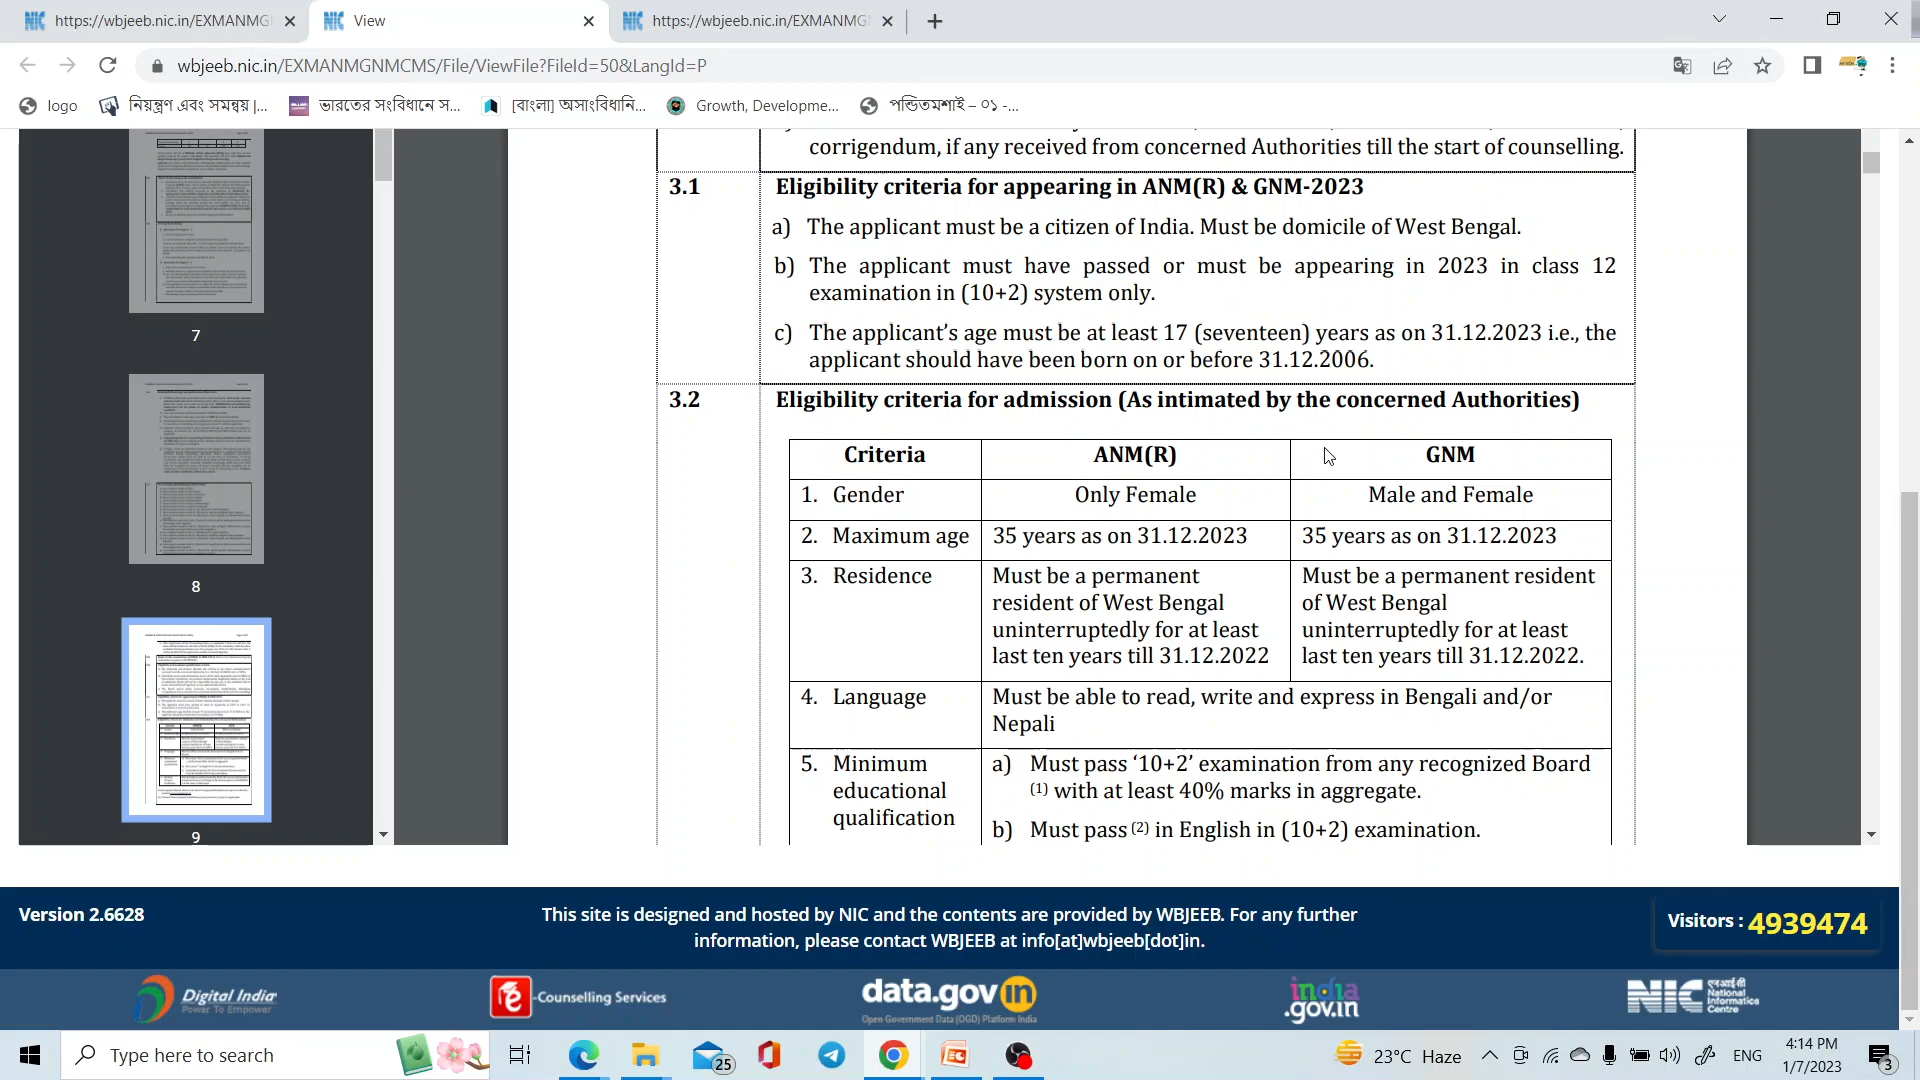 https://wbjeeb.nic.in/EXMANMG
View
https://wbjeeb.nic.in/EXMANMG
wbjeeb.nic.in/EXMANMGNMCMS/File/ViewFile?FileId=50&LangId=P
logo
নিয়ন্ত্রণ এবং সমন্বয় |...
ভারতের সংবিধানে স...
[বাংলা] অসাংবিধানি...
Growth, Developme...
পন্ডিতমশাই – ০১ -...
corrigendum, if any received from concerned Authorities till the start of counselling.
3.1 Eligibility criteria for appearing in ANM(R) & GNM-2023
a) The applicant must be a citizen of India. Must be domicile of West Bengal.
b) The applicant must have passed or must be appearing in 2023 in class 12
examination in (10+2) system only.
c) The applicant's age must be at least 17 (seventeen) years as on 31.12.2023 i.e., the
applicant should have been born on or before 31.12.2006.
3.2 Eligibility criteria for admission (As intimated by the concerned Authorities)
Criteria ANM(R) GNM
1. Gender Only Female Male and Female
2. Maximum age 35 years as on 31.12.2023 35 years as on 31.12.2023
3. Residence Must be a permanent Must be a permanent resident
resident of West Bengal of West Bengal
uninterruptedly for at least uninterruptedly for at least
last ten years till 31.12.2022 last ten years till 31.12.2022.
4. Language Must be able to read, write and express in Bengali and/or
Nepali
5. Minimum a) Must pass ‘10+2’ examination from any recognized Board
educational (1) with at least 40% marks in aggregate.
qualification b) Must pass (2) in English in (10+2) examination.
7
8
9
Version 2.6628
This site is designed and hosted by NIC and the contents are provided by WBJEEB. For any further
information, please contact WBJEEB at info[at]wbjeeb[dot]in.
Visitors : 4939474
Digital India
Power To Empower
e-Counselling Services
data.gov in
Open Government Data (OGD) Platform India
india
.gov.in
NIC
एनआईसी
National
Informatics
Centre
Type here to search
25
23°C Haze
ENG
4:14 PM
1/7/2023
3